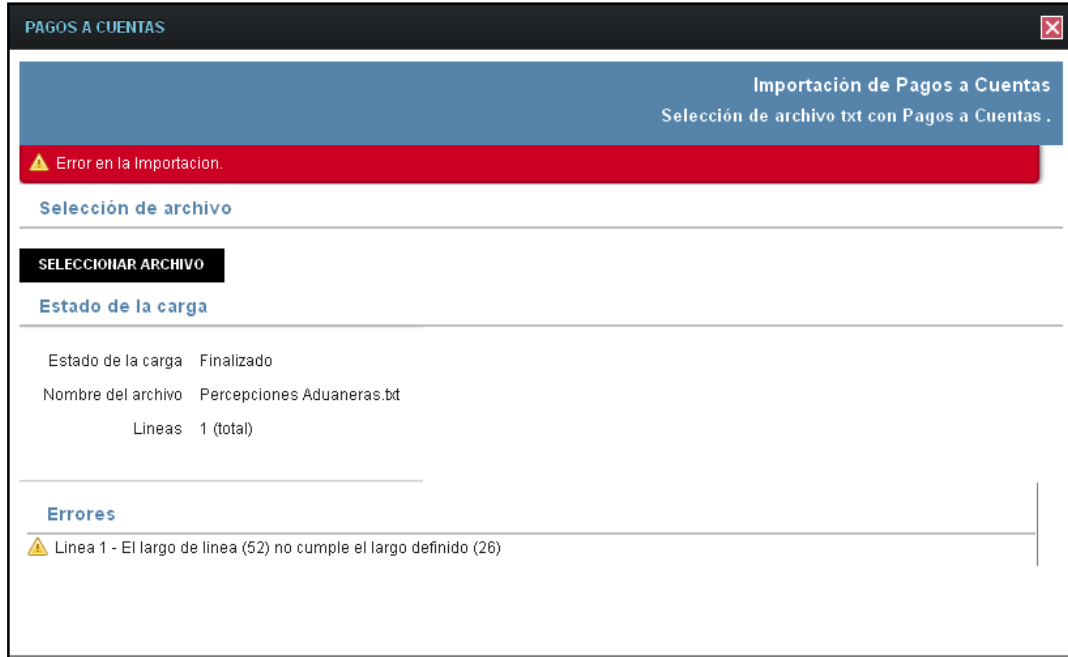 PAGOS A CUENTAS
Importación de Pagos a Cuentas
Selección de archivo txt con Pagos a Cuentas .
Error en la Importacion.
Selección de archivo
SELECCIONAR ARCHIVO
Estado de la carga
Estado de la carga Finalizado
Nombre del archivo Percepciones Aduaneras.txt
Lineas 1 (total)
Errores
Linea 1 - El largo de linea (52) no cumple el largo definido (26)